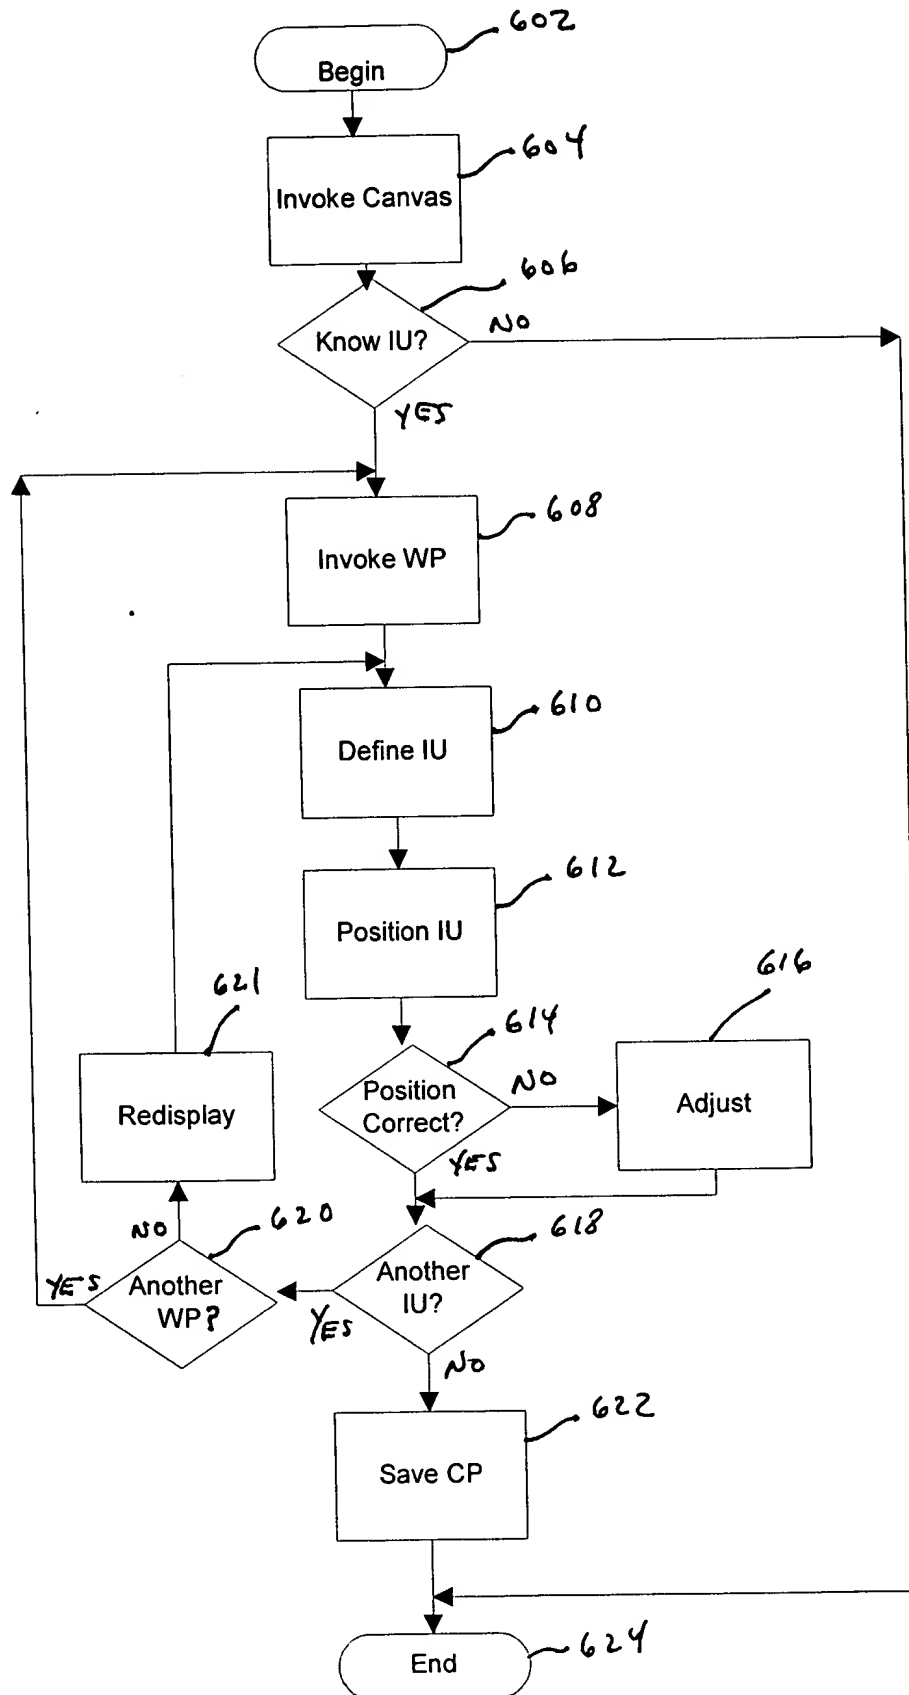 602
Begin
604
Invoke Canvas
606
Know IU?
NO
YES
608
Invoke WP
610
Define IU
612
Position IU
621
614
616
Redisplay
Position
Correct?
NO
Adjust
YES
NO
620
618
YES
Another
WP?
YES
Another
IU?
NO
622
Save CP
624
End